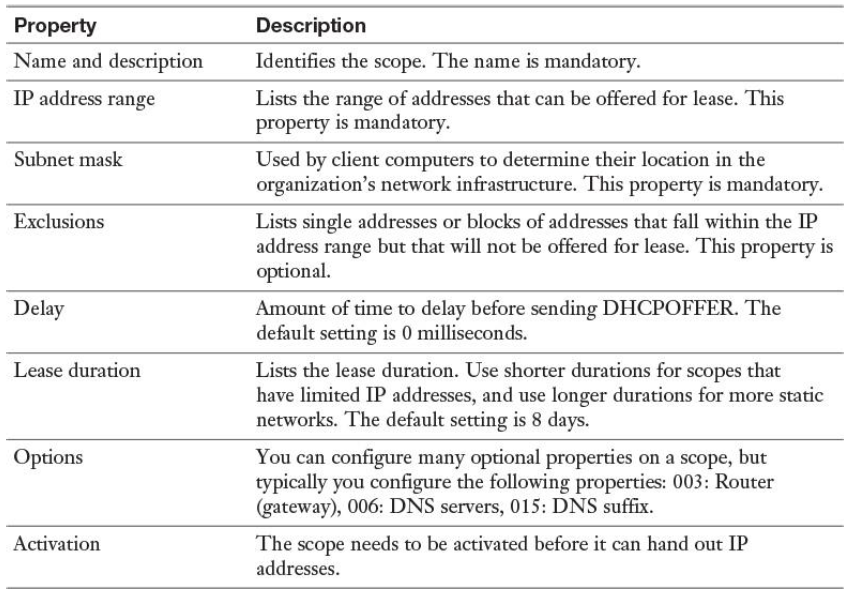 Property Description
Name and description Identifies the scope. The name is mandatory.
IP address range Lists the range of addresses that can be offered for lease. This
property is mandatory.
Subnet mask Used by client computers to determine their location in the
organization’s network infrastructure. This property is mandatory.
Exclusions Lists single addresses or blocks of addresses that fall within the IP
address range but that will not be offered for lease. This property is
optional.
Delay Amount of time to delay before sending DHCPOFFER. The
default setting is 0 milliseconds.
Lease duration Lists the lease duration. Use shorter durations for scopes that
have limited IP addresses, and use longer durations for more static
networks. The default setting is 8 days.
Options You can configure many optional properties on a scope, but
typically you configure the following properties: 003: Router
(gateway), 006: DNS servers, 015: DNS suffix.
Activation The scope needs to be activated before it can hand out IP
addresses.